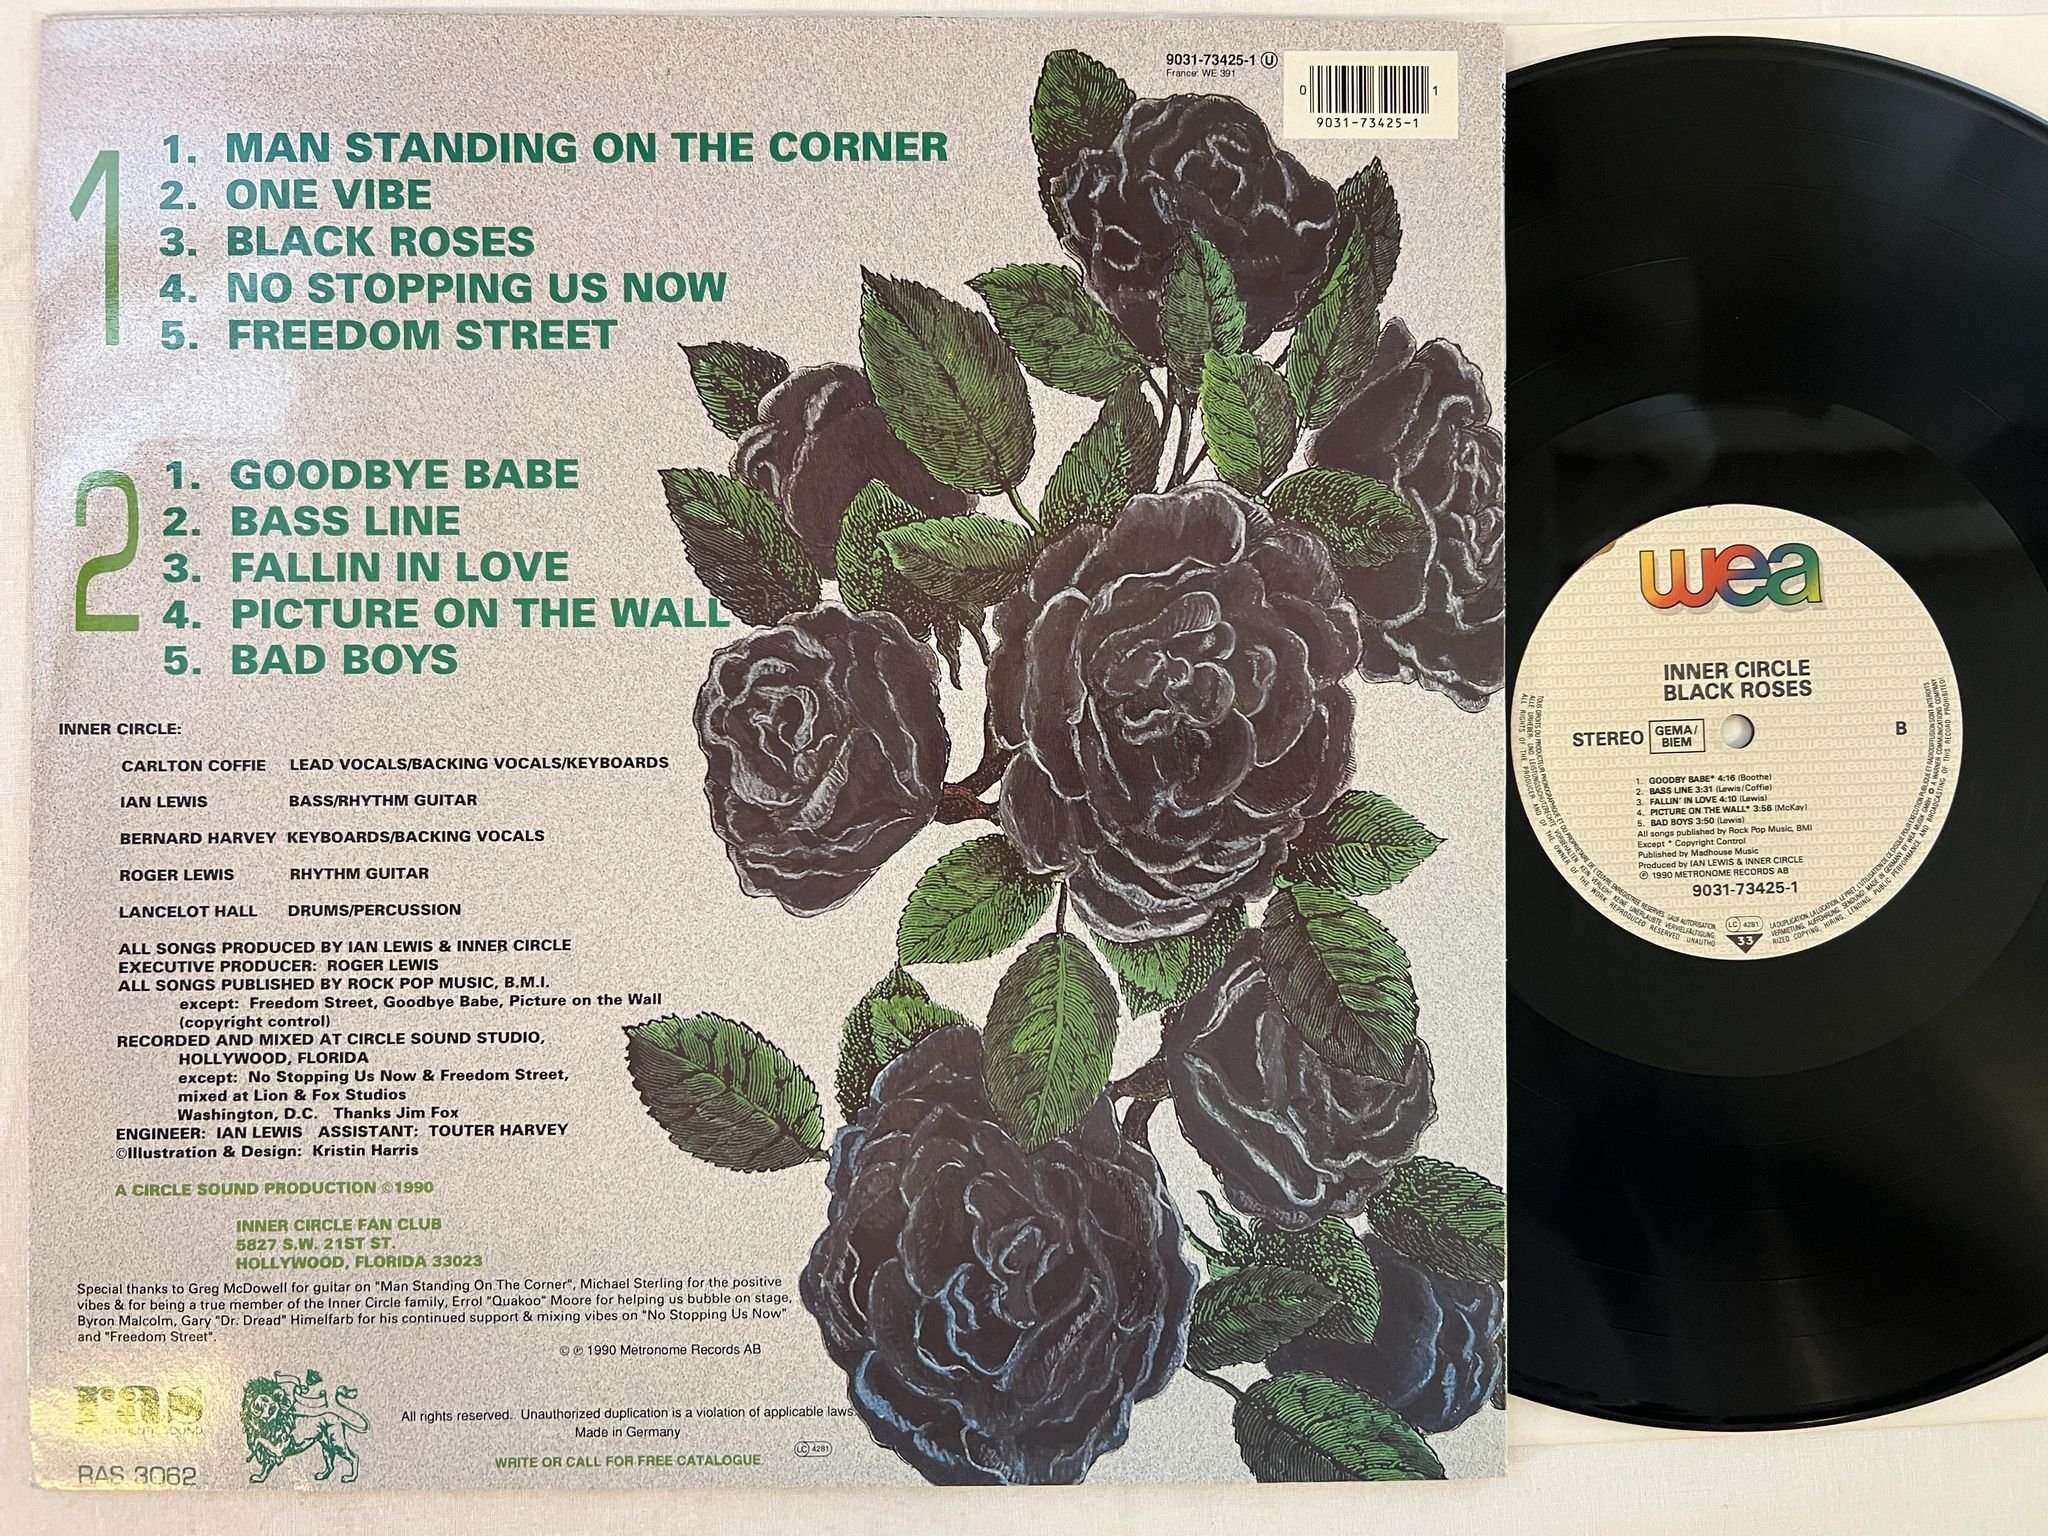 9031-73425-1 Ⓤ
France: WE 391
0 1
9031-73425-1
1
1. MAN STANDING ON THE CORNER
2. ONE VIBE
3. BLACK ROSES
4. NO STOPPING US NOW
5. FREEDOM STREET
2
1. GOODBYE BABE
2. BASS LINE
3. FALLIN IN LOVE
4. PICTURE ON THE WALL
5. BAD BOYS
INNER CIRCLE:
CARLTON COFFIE LEAD VOCALS/BACKING VOCALS/KEYBOARDS
IAN LEWIS BASS/RHYTHM GUITAR
BERNARD HARVEY KEYBOARDS/BACKING VOCALS
ROGER LEWIS RHYTHM GUITAR
LANCELOT HALL DRUMS/PERCUSSION
ALL SONGS PRODUCED BY IAN LEWIS & INNER CIRCLE
EXECUTIVE PRODUCER: ROGER LEWIS
ALL SONGS PUBLISHED BY ROCK POP MUSIC, B.M.I.
except: Freedom Street, Goodbye Babe, Picture on the Wall
(copyright control)
RECORDED AND MIXED AT CIRCLE SOUND STUDIO,
HOLLYWOOD, FLORIDA
except: No Stopping Us Now & Freedom Street,
mixed at Lion & Fox Studios
Washington, D.C. Thanks Jim Fox
ENGINEER: IAN LEWIS ASSISTANT: TOUTER HARVEY
©Illustration & Design: Kristin Harris
A CIRCLE SOUND PRODUCTION ©1990
INNER CIRCLE FAN CLUB
5827 S.W. 21ST ST.
HOLLYWOOD, FLORIDA 33023
Special thanks to Greg McDowell for guitar on "Man Standing On The Corner", Michael Sterling for the positive
vibes & for being a true member of the Inner Circle family, Errol "Quakoo" Moore for helping us bubble on stage,
Byron Malcolm, Gary "Dr. Dread" Himelfarb for his continued support & mixing vibes on "No Stopping Us Now"
and "Freedom Street".
© ℗ 1990 Metronome Records AB
ras
RAS 3062
All rights reserved. Unauthorized duplication is a violation of applicable laws.
Made in Germany
LC 4281
WRITE OR CALL FOR FREE CATALOGUE
wea
INNER CIRCLE
BLACK ROSES
STEREO GEMA/BIEM B
1. GOODBY BABE* 4:16 (Boothe)
2. BASS LINE 3:31 (Lewis/Coffie)
3. FALLIN' IN LOVE 4:10 (Lewis)
4. PICTURE ON THE WALL* 3:56 (McKay)
5. BAD BOYS 3:50 (Lewis)
All songs published by Rock Pop Music, BMI
Except * Copyright Control
Published by Madhouse Music
Produced by IAN LEWIS & INNER CIRCLE
℗ 1990 METRONOME RECORDS AB
9031-73425-1
LC 4281
33